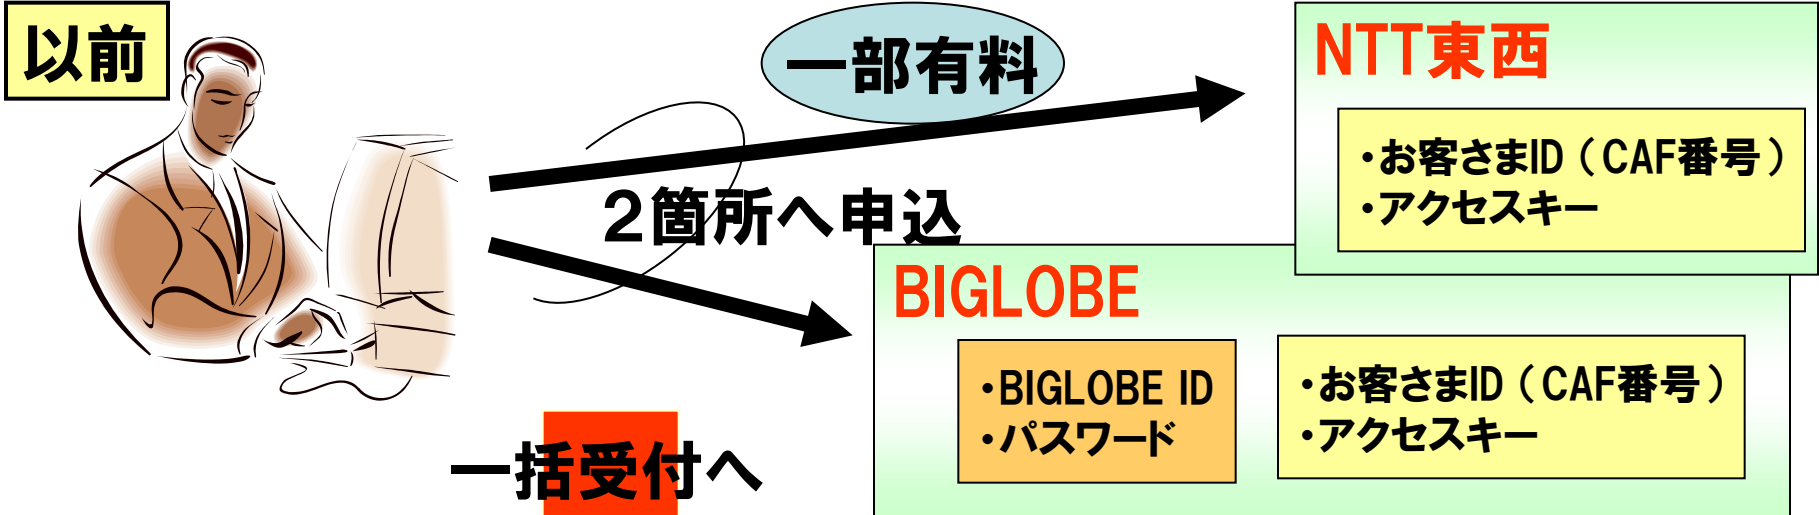 以前
一部有料
NTT東西
・お客さまID（CAF番号）
・アクセスキー
２箇所へ申込
BIGLOBE
・BIGLOBE ID
・パスワード
・お客さまID（CAF番号）
・アクセスキー
一括受付へ